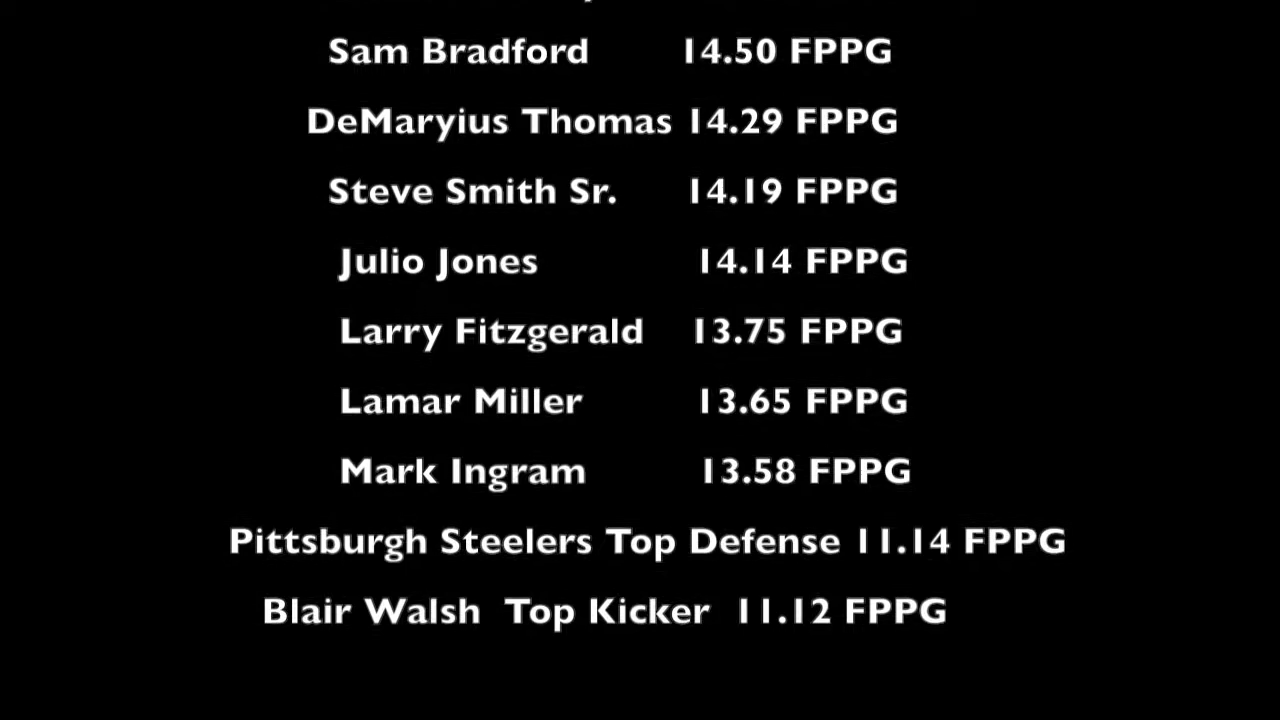 Sam Bradford 14.50 FPPG
DeMaryius Thomas 14.29 FPPG
Steve Smith Sr. 14.19 FPPG
Julio Jones 14.14 FPPG
Larry Fitzgerald 13.75 FPPG
Lamar Miller 13.65 FPPG
Mark Ingram 13.58 FPPG
Pittsburgh Steelers Top Defense 11.14 FPPG
Blair Walsh Top Kicker 11.12 FPPG